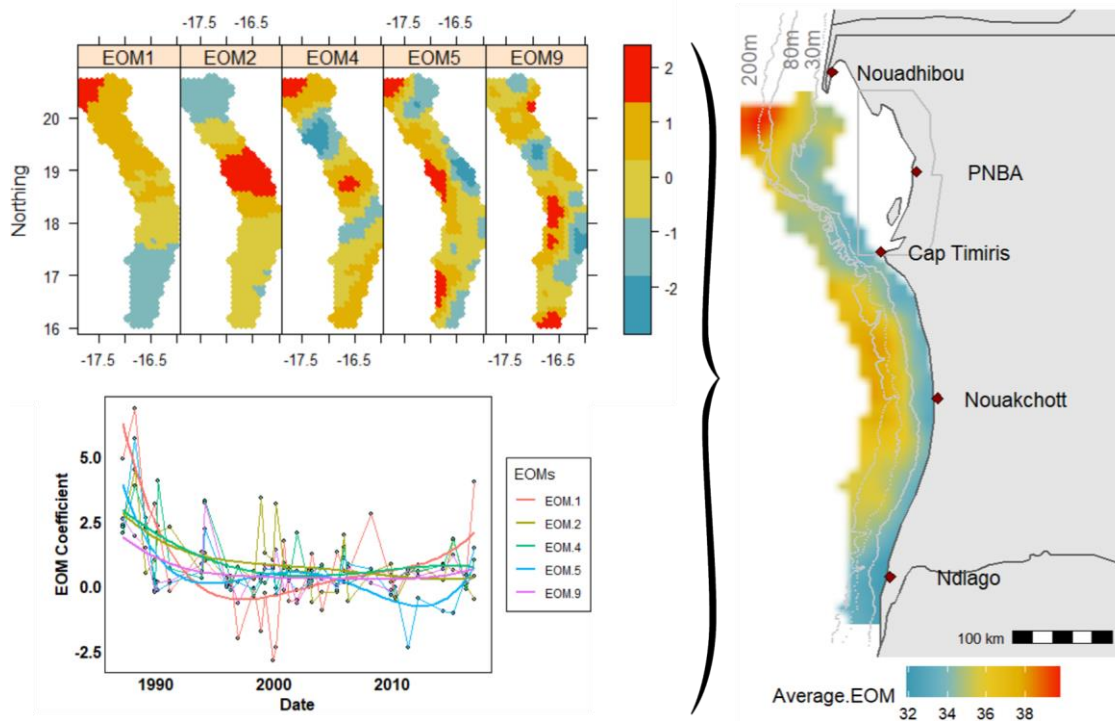 -17.5 -16.5 -17.5 -16.5
EOM1 EOM2 EOM4 EOM5 EOM9
20
19
18
17
16
Northing
-17.5 -16.5 -17.5 -16.5 -17.5 -16.5
2
1
0
-1
-2
5.0
2.5
0.0
-2.5
EOM Coefficient
1990 2000 2010
Date
EOMs
EOM.1
EOM.2
EOM.4
EOM.5
EOM.9
200m
80m
30m
Nouadhibou
PNBA
Cap Timiris
Nouakchott
Ndiago
100 km
Average.EOM
32 34 36 38